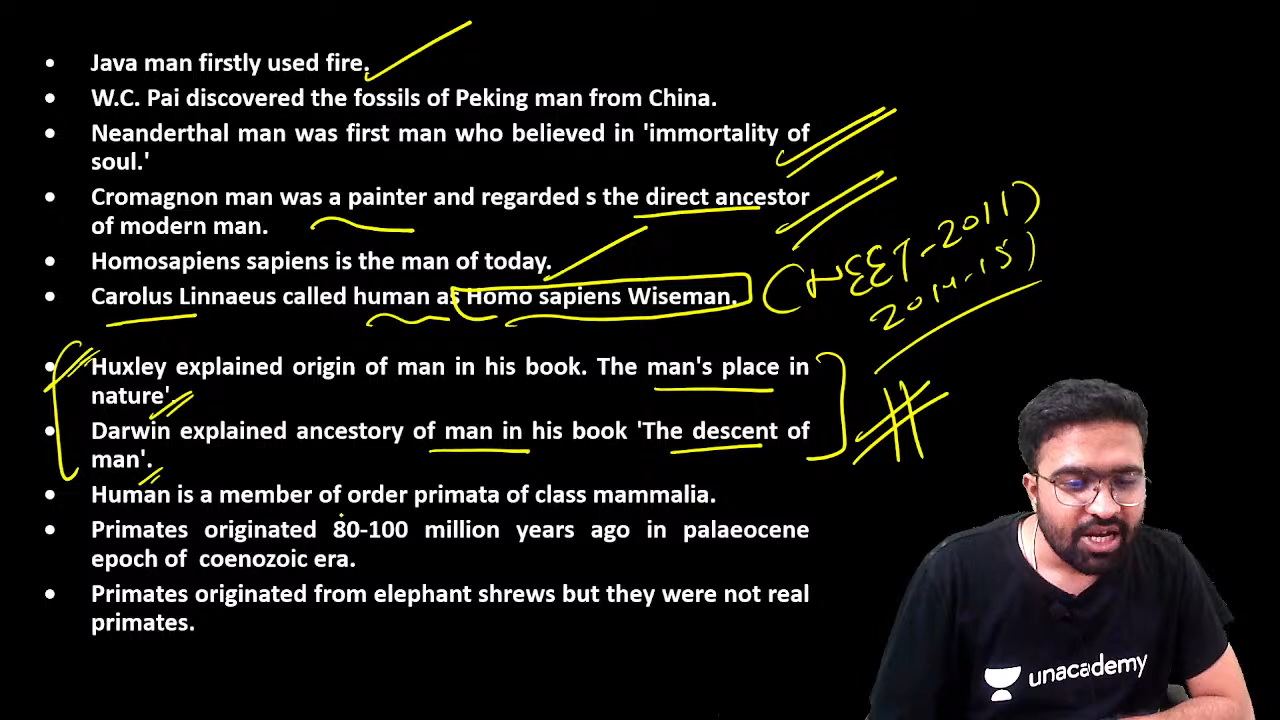 • Java man firstly used fire.
• W.C. Pai discovered the fossils of Peking man from China.
• Neanderthal man was first man who believed in 'immortality of
soul.'
• Cromagnon man was a painter and regarded s the direct ancestor
of modern man.
• Homosapiens sapiens is the man of today.
• Carolus Linnaeus called human as Homo sapiens Wiseman.
(NEET-2011)
2014-15)
• Huxley explained origin of man in his book. The man's place in
nature'.
• Darwin explained ancestory of man in his book 'The descent of
man'.
#
• Human is a member of order primata of class mammalia.
• Primates originated 80-100 million years ago in palaeocene
epoch of coenozoic era.
• Primates originated from elephant shrews but they were not real
primates.
unacademy